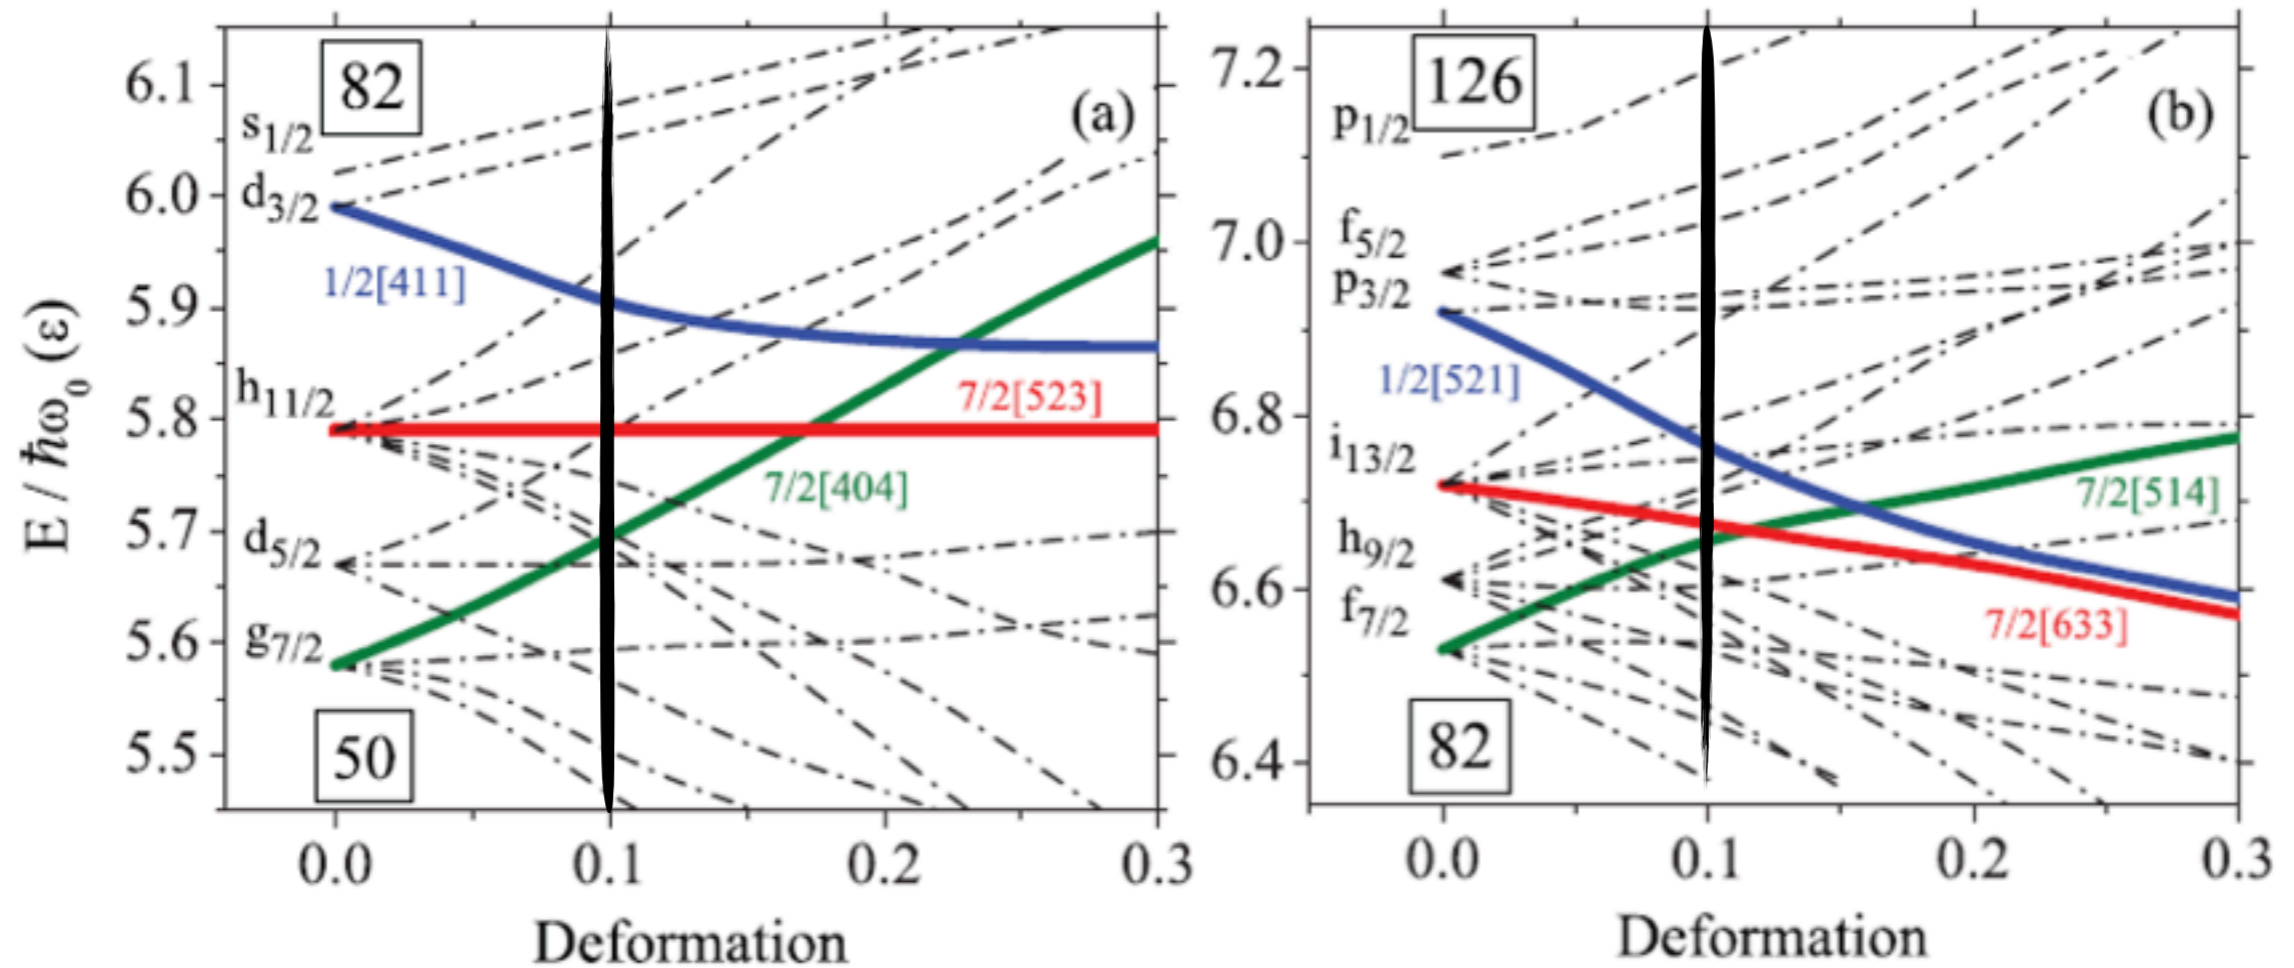 E / ħω₀ (ε)
6.1
6.0
5.9
5.8
5.7
5.6
5.5
82
(a)
s1/2
d3/2
1/2[411]
h11/2
7/2[523]
7/2[404]
d5/2
g7/2
50
0.0 0.1 0.2 0.3
Deformation
7.2
7.0
6.8
6.6
6.4
126
(b)
p1/2
f5/2
p3/2
1/2[521]
i13/2
7/2[514]
h9/2
f7/2
7/2[633]
82
0.0 0.1 0.2 0.3
Deformation